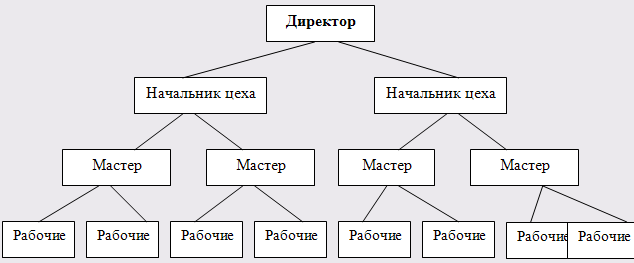 Директор
Начальник цеха
Начальник цеха
Мастер
Мастер
Мастер
Мастер
Рабочие
Рабочие
Рабочие
Рабочие
Рабочие
Рабочие
Рабочие
Рабочие